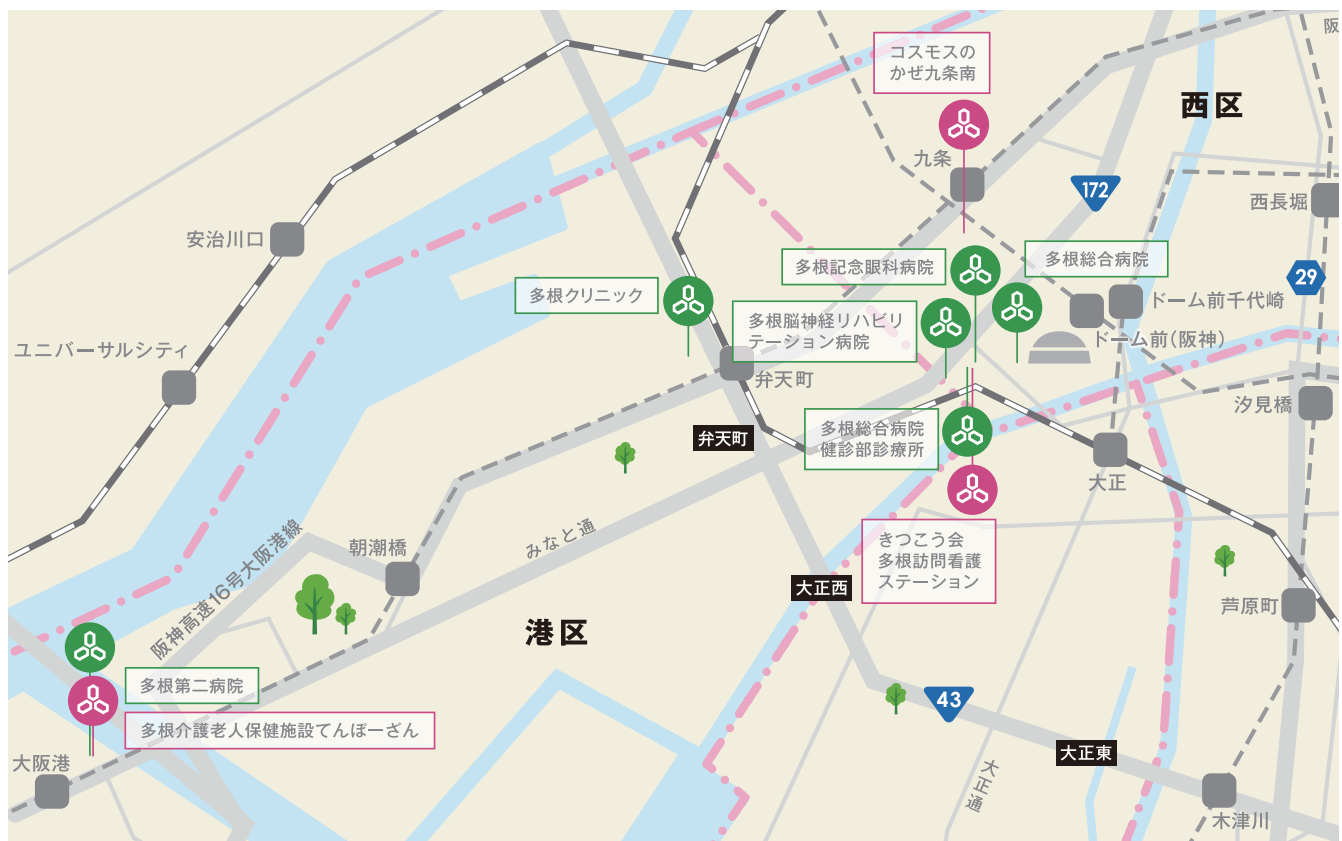 阪
コスモスの
かぜ九条南
西区
九条
172
西長堀
安治川口
多根記念眼科病院
多根総合病院
29
多根クリニック
ドーム前千代崎
多根脳神経リハビリ
テーション病院
ドーム前(阪神)
ユニバーサルシティ
弁天町
汐見橋
弁天町
多根総合病院
健診部診療所
大正
みなと通
きつこう会
多根訪問看護
ステーション
朝潮橋
阪神高速16号大阪港線
大正西
芦原町
港区
多根第二病院
43
多根介護老人保健施設てんぽーざん
大正東
大阪港
大正通
木津川